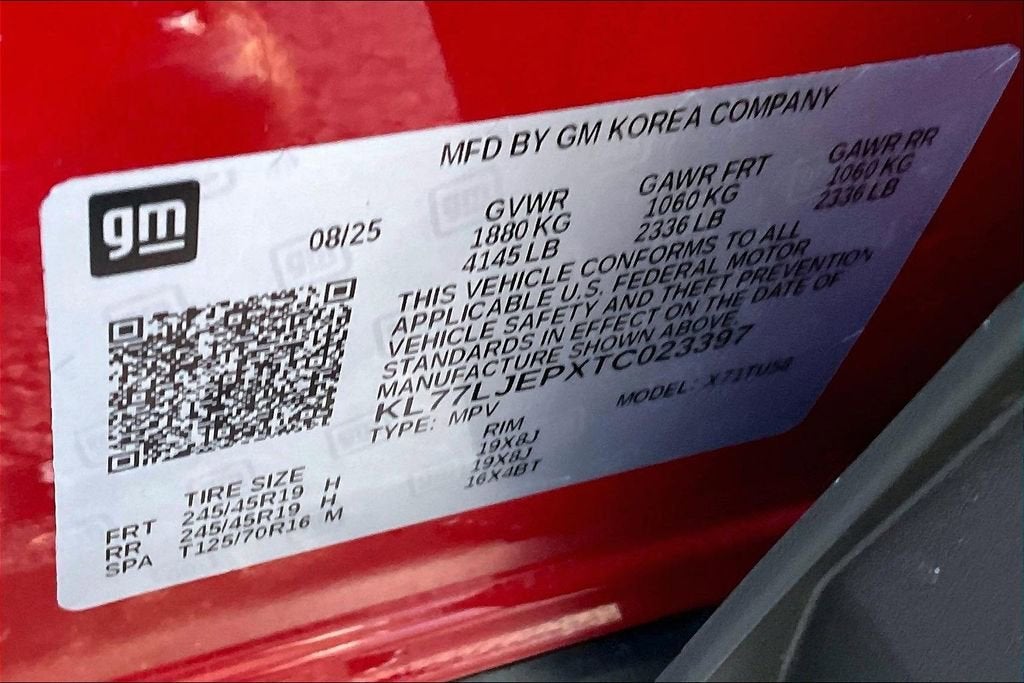 gm
MFD BY GM KOREA COMPANY
08/25
GVWR GAWR FRT GAWR RR
1880 KG 1060 KG 1060 KG
4145 LB 2336 LB 2336 LB
THIS VEHICLE CONFORMS TO ALL
APPLICABLE U.S. FEDERAL MOTOR
VEHICLE SAFETY AND THEFT PREVENTION
STANDARDS IN EFFECT ON THE DATE OF
MANUFACTURE SHOWN ABOVE.
KL77LJEPXTC023397
TYPE: MPV MODEL: X71TU58
TIRE SIZE RIM
FRT 245/45R19 H 19X8J
RR 245/45R19 H 19X8J
SPA T125/70R16 M 16X4BT